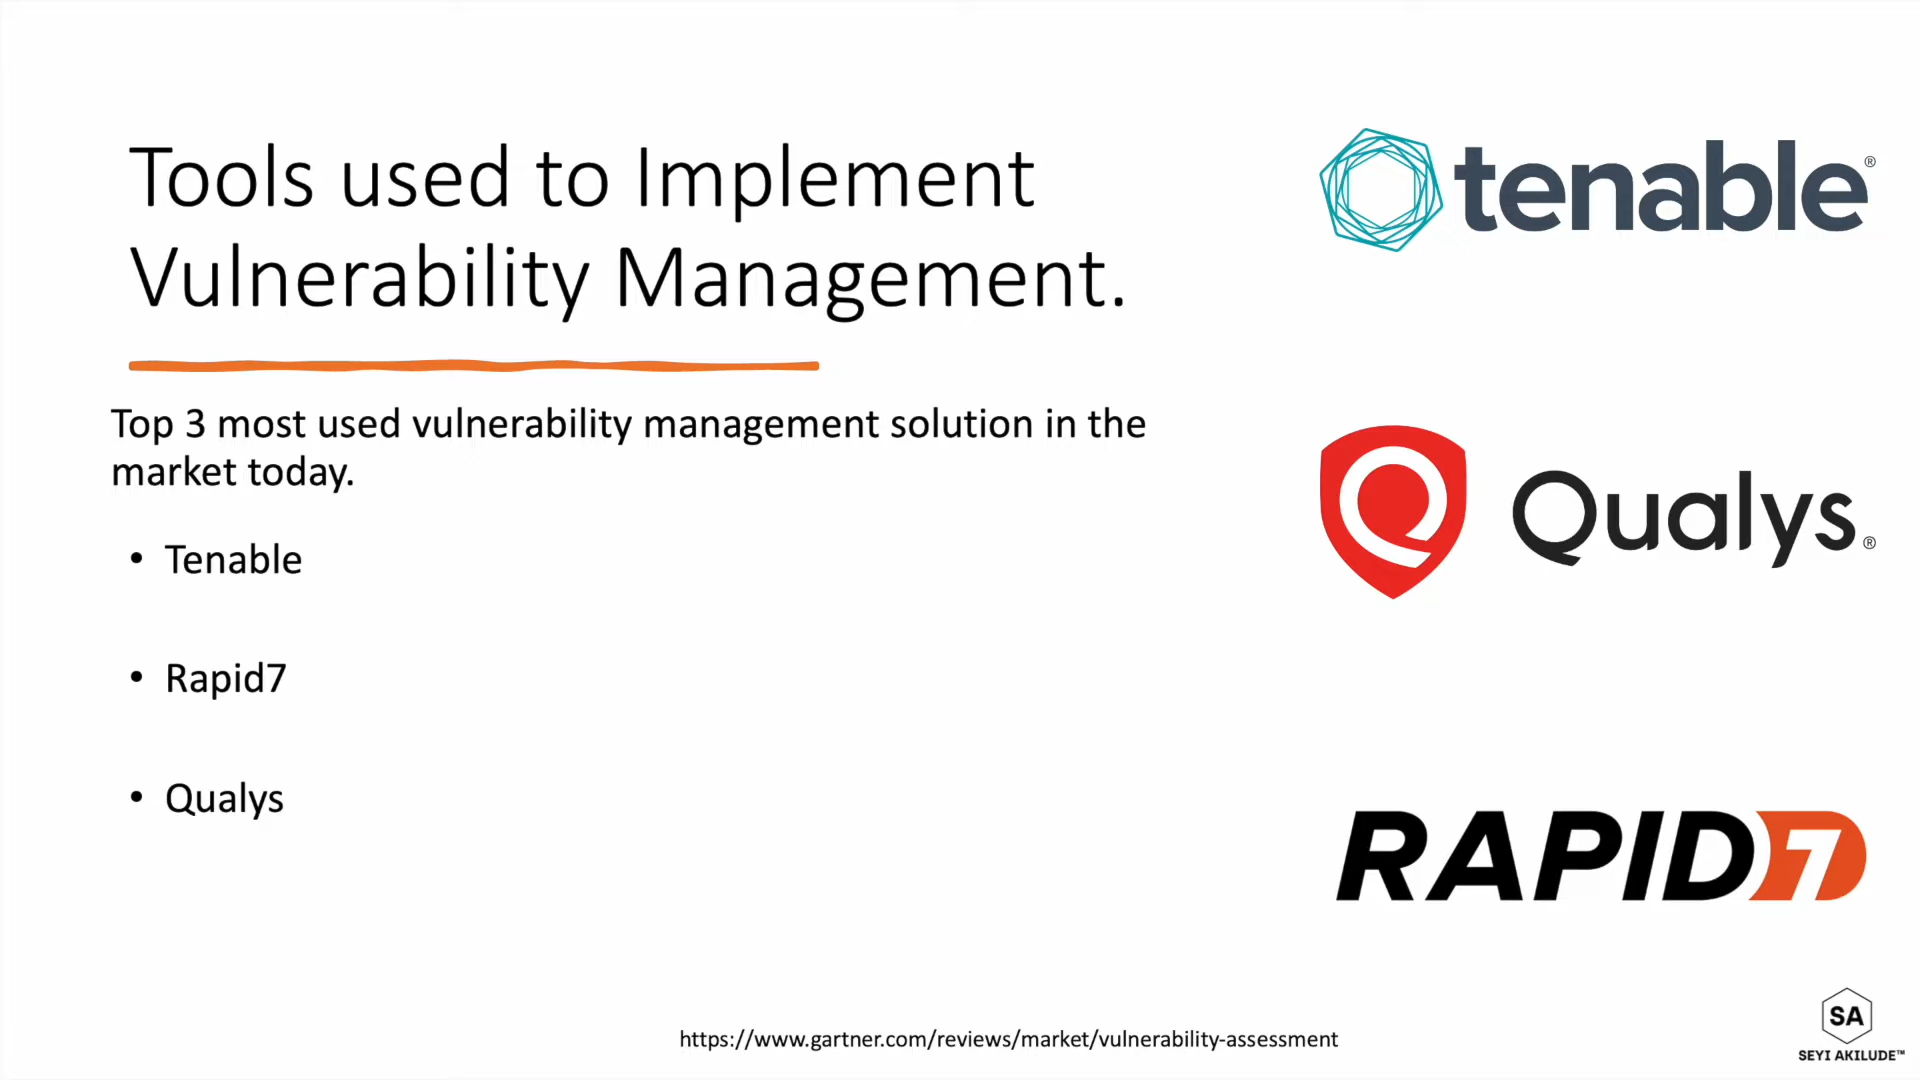 Tools used to Implement
Vulnerability Management.
Top 3 most used vulnerability management solution in the
market today.
• Tenable
• Rapid7
• Qualys
tenable®
Qualys®
RAPID7
https://www.gartner.com/reviews/market/vulnerability-assessment
SA
SEYI AKILUDE™